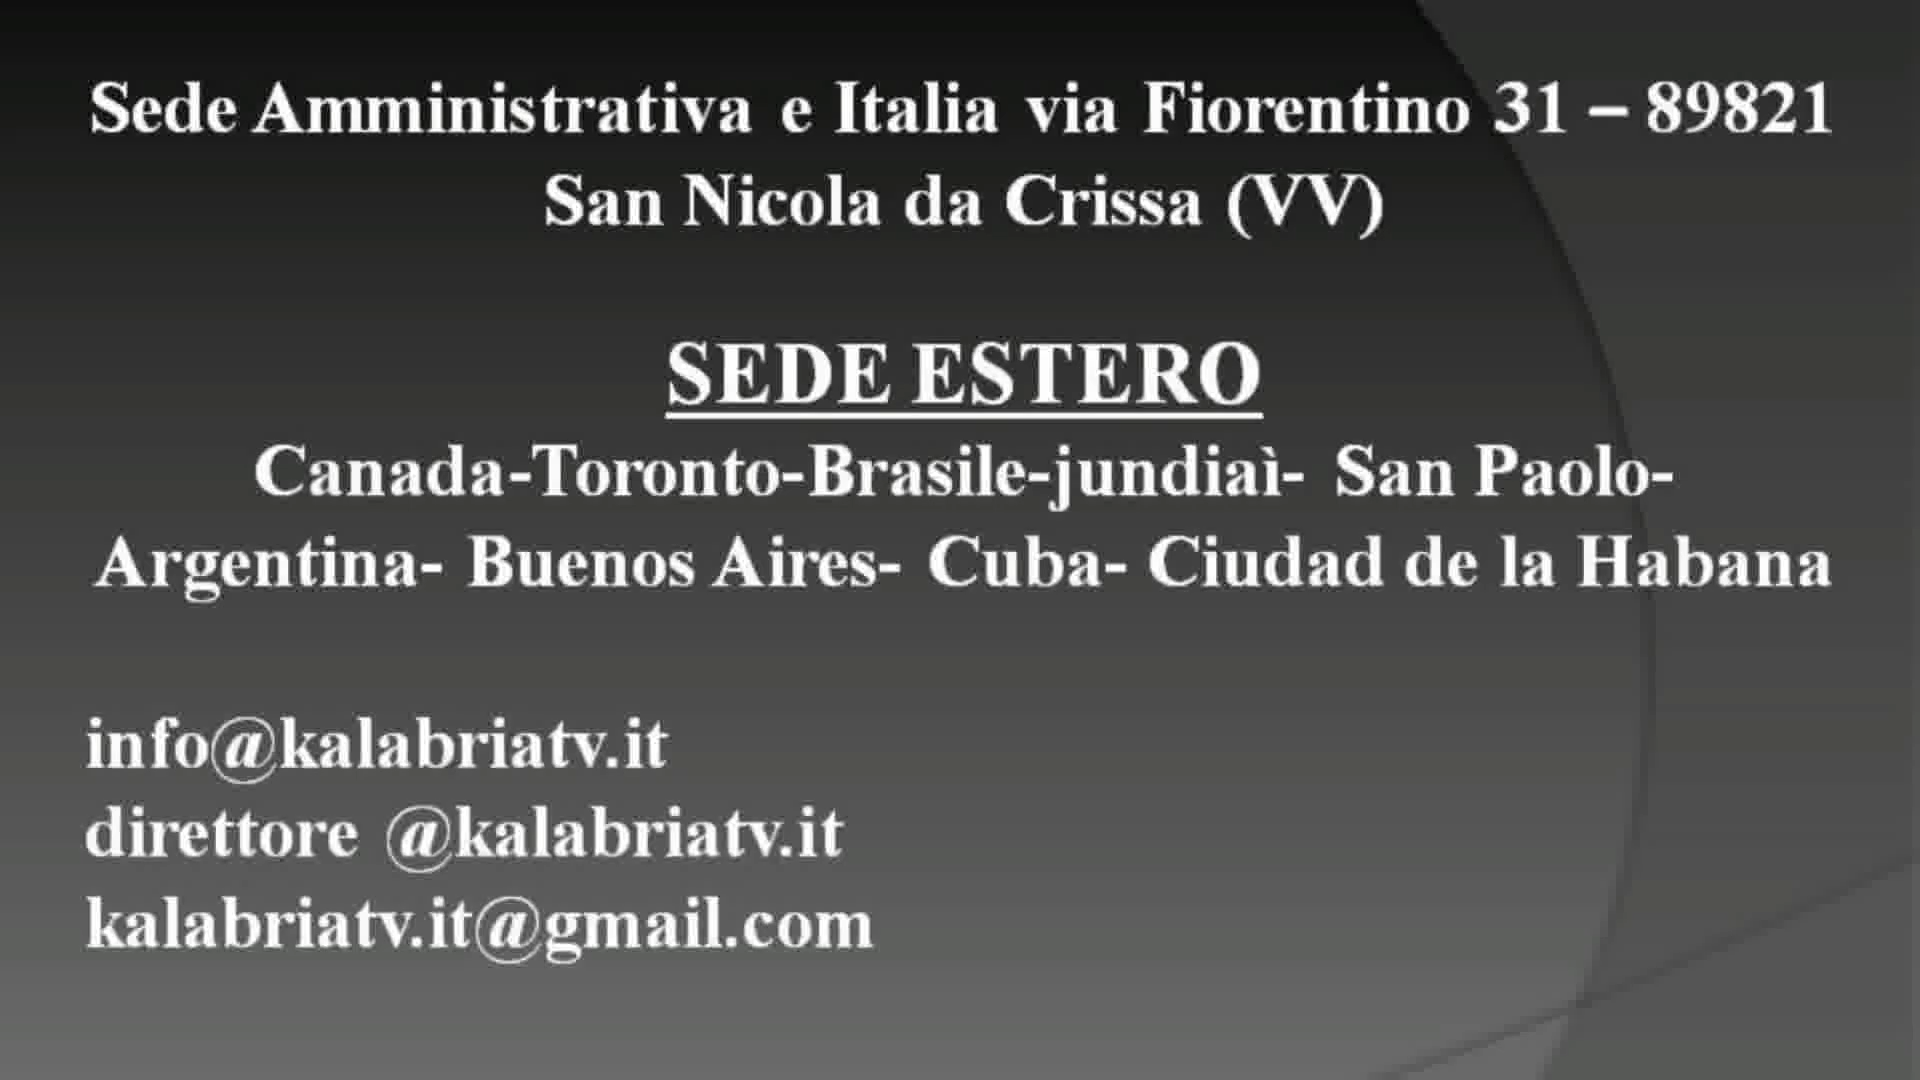 Sede Amministrativa e Italia via Fiorentino 31 – 89821
San Nicola da Crissa (VV)
SEDE ESTERO
Canada-Toronto-Brasile-jundiaì- San Paolo-
Argentina- Buenos Aires- Cuba- Ciudad de la Habana
info@kalabriatv.it
direttore @kalabriatv.it
kalabriatv.it@gmail.com